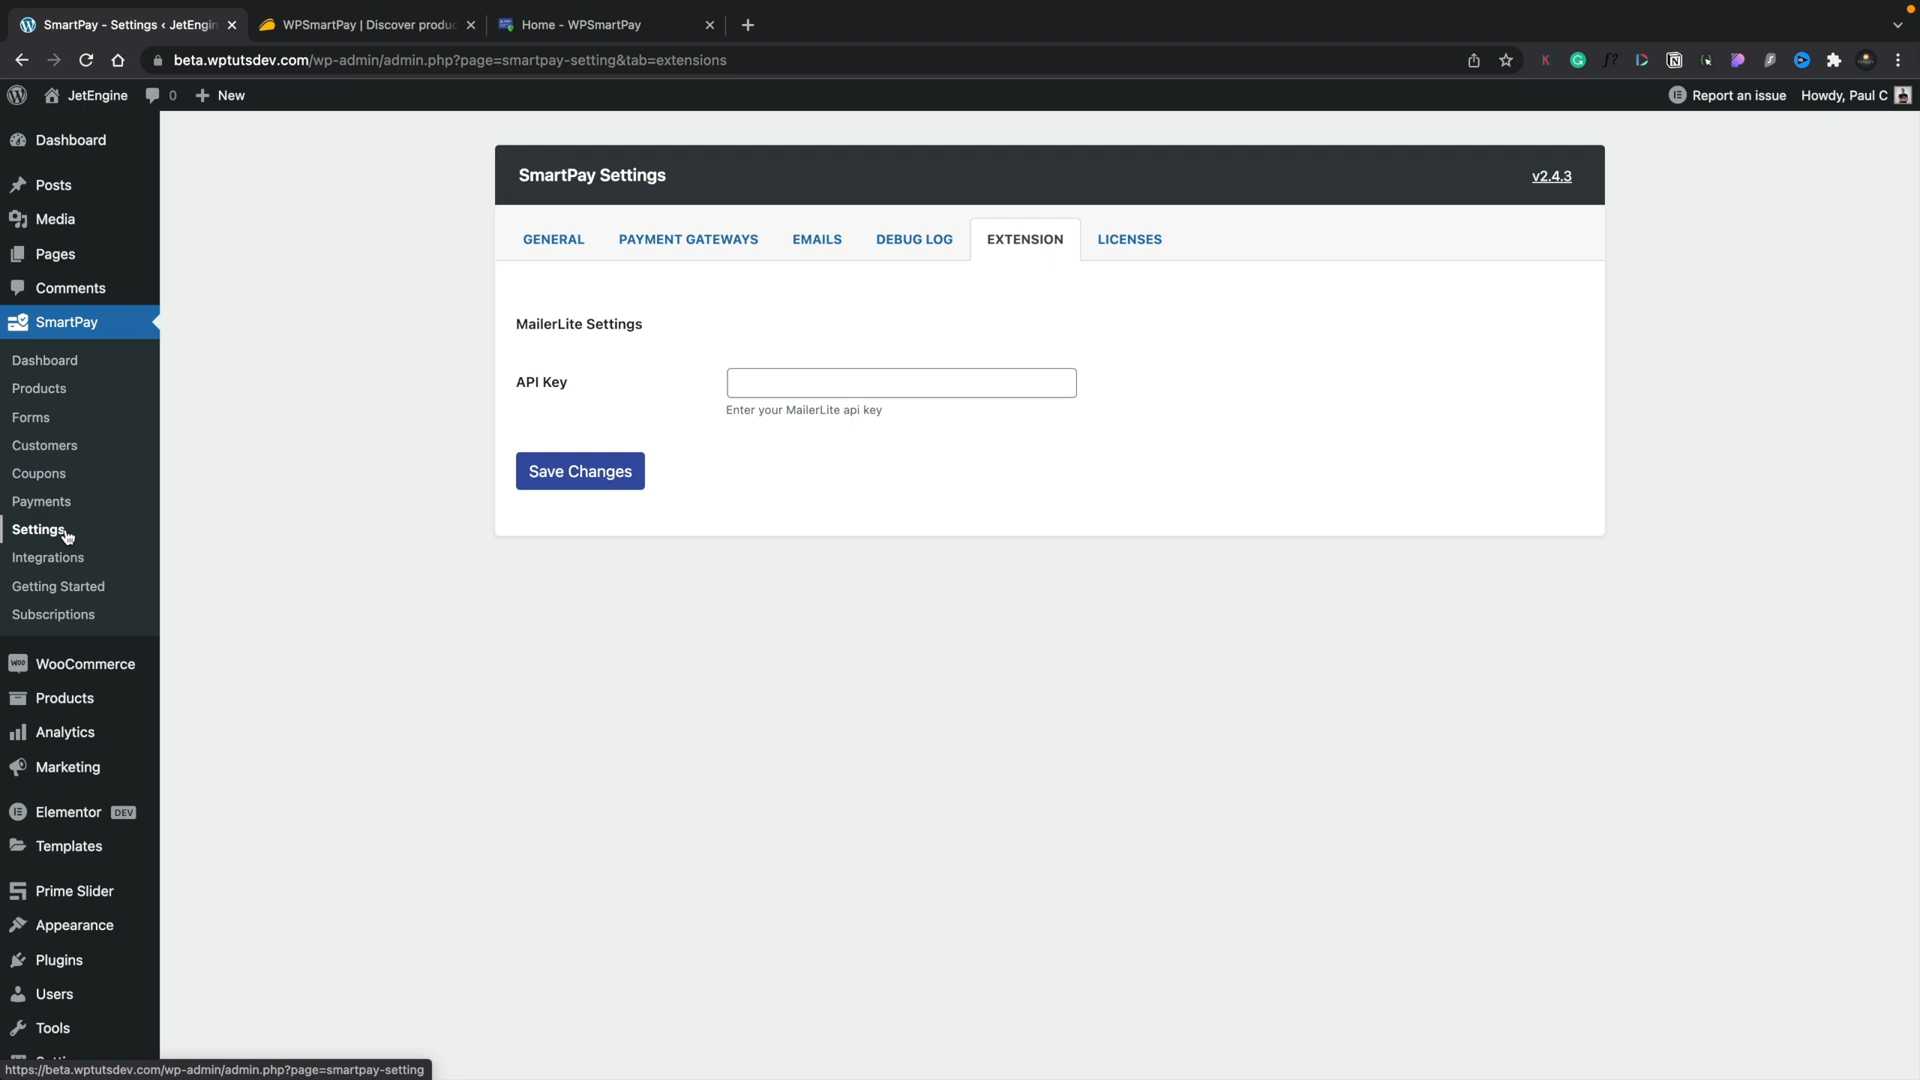 SmartPay - Settings ‹ JetEngin
WPSmartPay | Discover produc
Home - WPSmartPay
beta.wptutsdev.com/wp-admin/admin.php?page=smartpay-setting&tab=extensions
JetEngine
0
New
Report an issue
Howdy, Paul C
Dashboard
Posts
Media
Pages
Comments
SmartPay
Dashboard
Products
Forms
Customers
Coupons
Payments
Settings
Integrations
Getting Started
Subscriptions
WooCommerce
Products
Analytics
Marketing
Elementor DEV
Templates
Prime Slider
Appearance
Plugins
Users
Tools
SmartPay Settings
v2.4.3
GENERAL
PAYMENT GATEWAYS
EMAILS
DEBUG LOG
EXTENSION
LICENSES
MailerLite Settings
API Key
Enter your MailerLite api key
Save Changes
https://beta.wptutsdev.com/wp-admin/admin.php?page=smartpay-setting